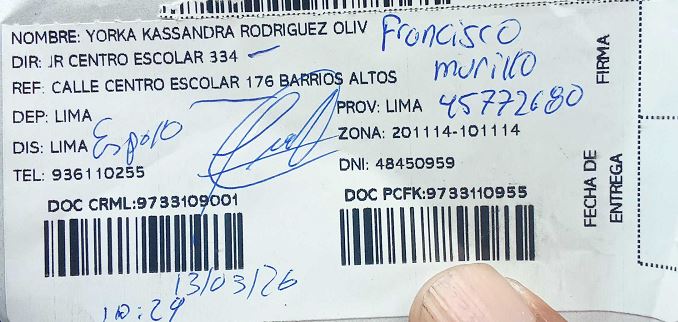 NOMBRE: YORKA KASSANDRA RODRIGUEZ OLIV
Francisco
DIR: JR CENTRO ESCOLAR 334
murillo
REF: CALLE CENTRO ESCOLAR 176 BARRIOS ALTOS
DEP: LIMA
PROV: LIMA
45772680
DIS: LIMA
Esposo
ZONA: 201114-101114
TEL: 936110255
DNI: 48450959
DOC CRML:9733109001
DOC PCFK:9733110955
13/03/26
10:29
FIRMA
FECHA DE
ENTREGA